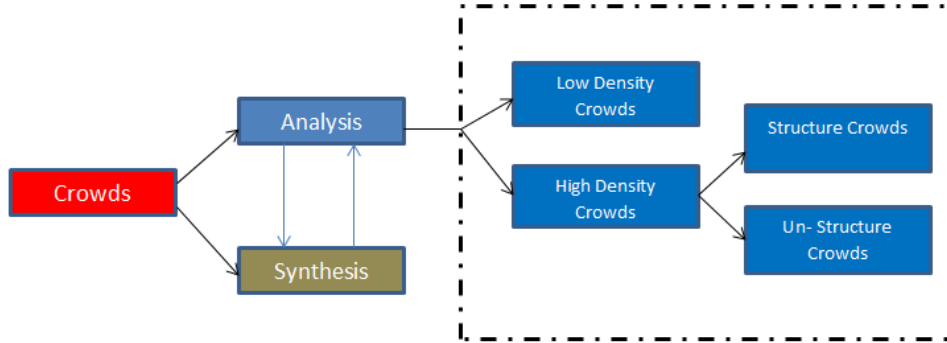 Crowds
Analysis
Synthesis
Low Density
Crowds
High Density
Crowds
Structure Crowds
Un- Structure
Crowds